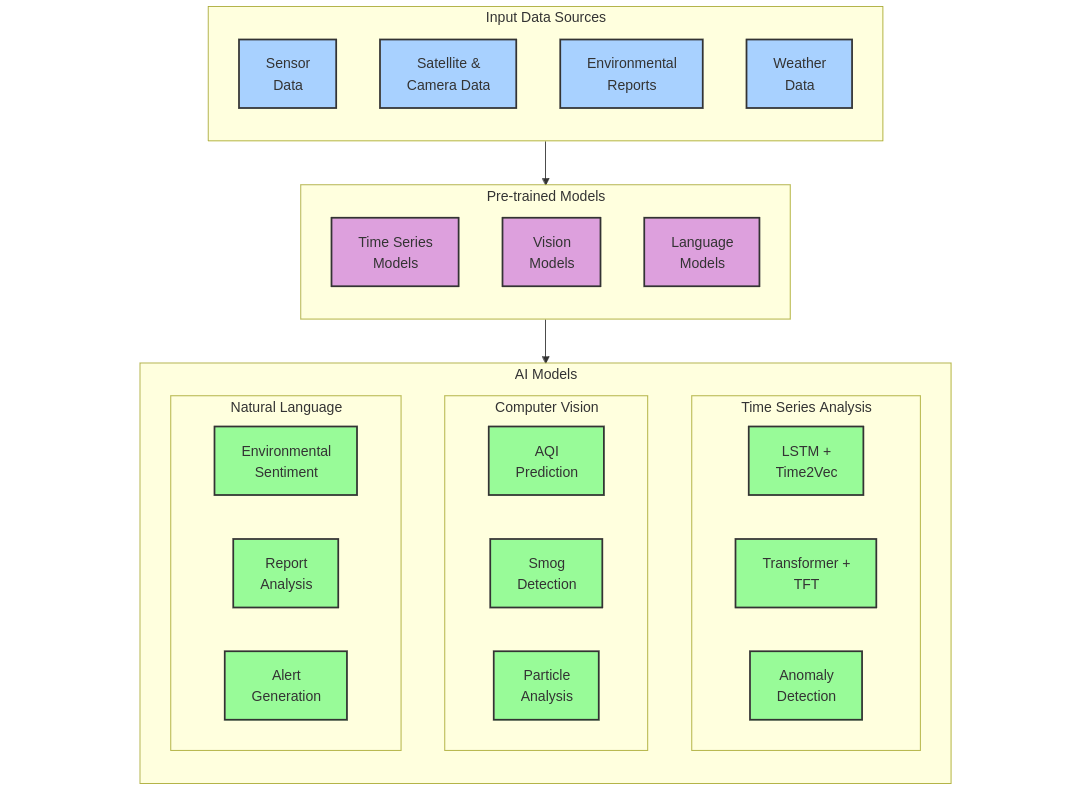 Input Data Sources
Sensor
Data
Satellite &
Camera Data
Environmental
Reports
Weather
Data
Pre-trained Models
Time Series
Models
Vision
Models
Language
Models
AI Models
Natural Language
Environmental
Sentiment
Report
Analysis
Alert
Generation
Computer Vision
AQI
Prediction
Smog
Detection
Particle
Analysis
Time Series Analysis
LSTM +
Time2Vec
Transformer +
TFT
Anomaly
Detection